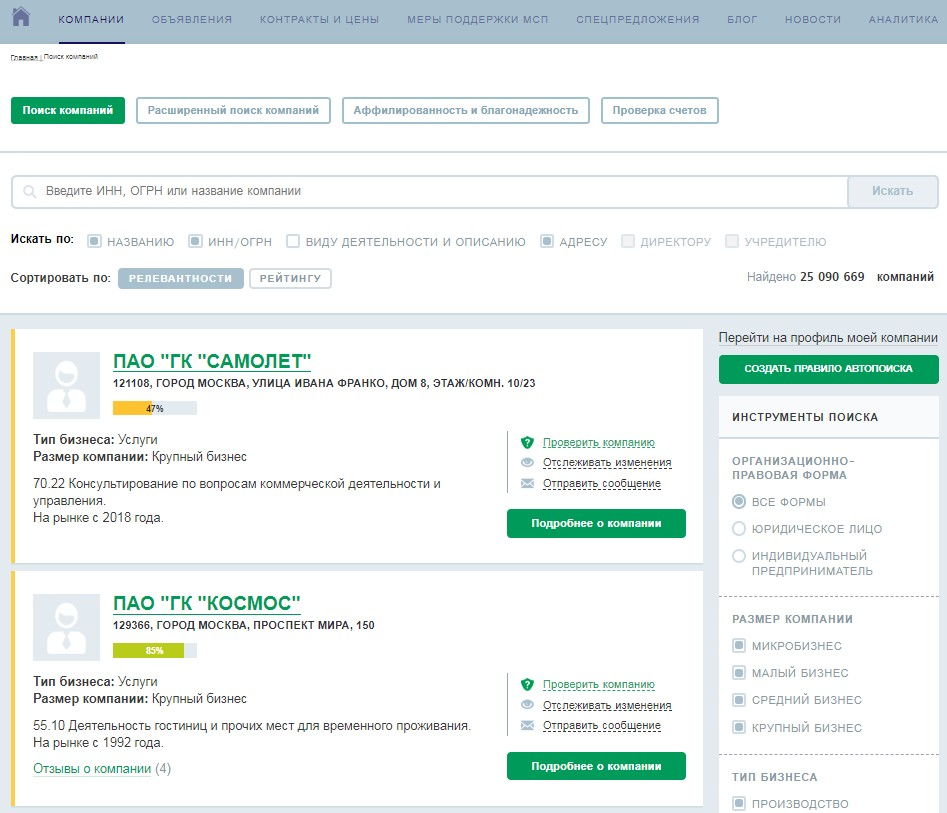 КОМПАНИИ ОБЪЯВЛЕНИЯ КОНТРАКТЫ И ЦЕНЫ МЕРЫ ПОДДЕРЖКИ МСП СПЕЦПРЕДЛОЖЕНИЯ БЛОГ НОВОСТИ АНАЛИТИКА
Главная | Поиск компаний
Поиск компаний Расширенный поиск компаний Аффилированность и благонадежность Проверка счетов
Введите ИНН, ОГРН или название компании Искать
Искать по: НАЗВАНИЮ ИНН/ОГРН ВИДУ ДЕЯТЕЛЬНОСТИ И ОПИСАНИЮ АДРЕСУ ДИРЕКТОРУ УЧРЕДИТЕЛЮ
Сортировать по: РЕЛЕВАНТНОСТИ РЕЙТИНГУ Найдено 25 090 669 компаний
ПАО "ГК "САМОЛЕТ"
121108, ГОРОД МОСКВА, УЛИЦА ИВАНА ФРАНКО, ДОМ 8, ЭТАЖ/КОМН. 10/23
47%
Тип бизнеса: Услуги
Размер компании: Крупный бизнес
70.22 Консультирование по вопросам коммерческой деятельности и
управления.
На рынке с 2018 года.
Проверить компанию
Отслеживать изменения
Отправить сообщение
Подробнее о компании
ПАО "ГК "КОСМОС"
129366, ГОРОД МОСКВА, ПРОСПЕКТ МИРА, 150
85%
Тип бизнеса: Услуги
Размер компании: Крупный бизнес
55.10 Деятельность гостиниц и прочих мест для временного проживания.
На рынке с 1992 года.
Отзывы о компании (4)
Проверить компанию
Отслеживать изменения
Отправить сообщение
Подробнее о компании
Перейти на профиль моей компании
СОЗДАТЬ ПРАВИЛО АВТОПОИСКА
ИНСТРУМЕНТЫ ПОИСКА
ОРГАНИЗАЦИОННО-
ПРАВОВАЯ ФОРМА
ВСЕ ФОРМЫ
ЮРИДИЧЕСКОЕ ЛИЦО
ИНДИВИДУАЛЬНЫЙ
ПРЕДПРИНИМАТЕЛЬ
РАЗМЕР КОМПАНИИ
МИКРОБИЗНЕС
МАЛЫЙ БИЗНЕС
СРЕДНИЙ БИЗНЕС
КРУПНЫЙ БИЗНЕС
ТИП БИЗНЕСА
ПРОИЗВОДСТВО